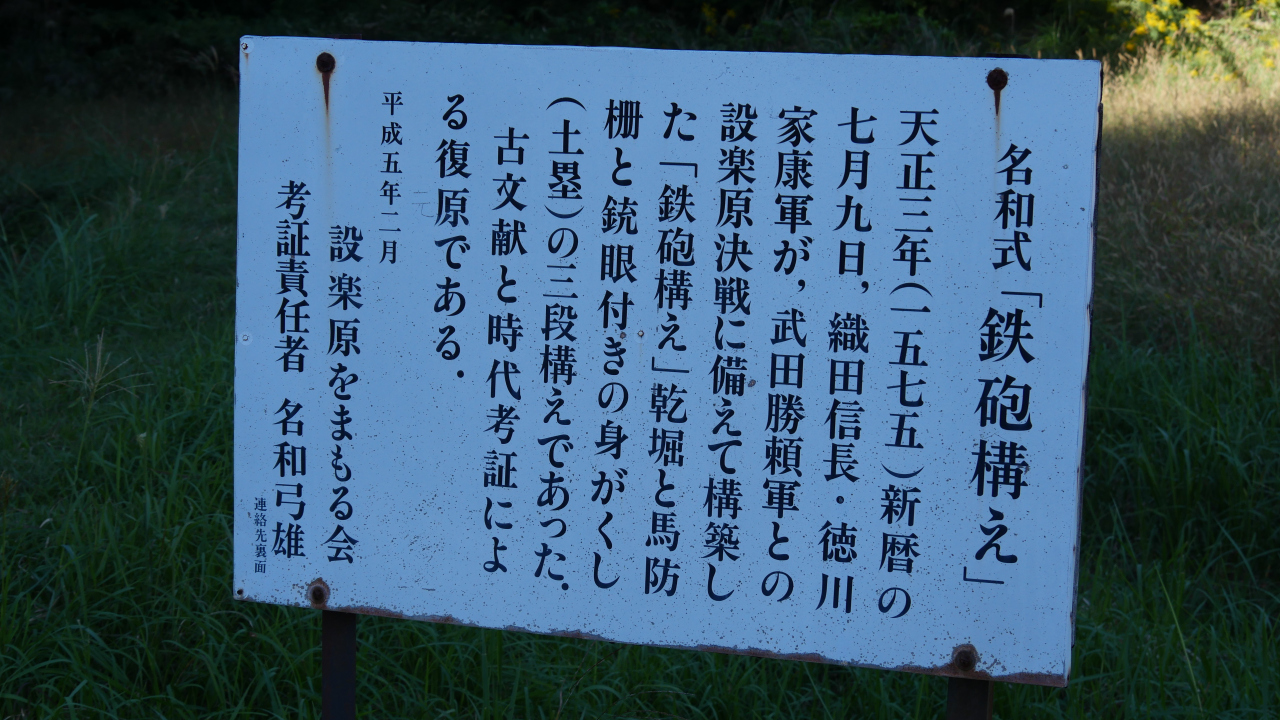 名和式「鉄砲構え」
天正三年(一五七五)新暦の
七月九日,織田信長・徳川
家康軍が,武田勝頼軍との
設楽原決戦に備えて構築し
た「鉄砲構え」乾堀と馬防
柵と銃眼付きの身がくし
(土塁)の三段構えであった.
古文献と時代考証によ
る復原である.
平成五年二月
設楽原をまもる会
考証責任者 名和弓雄
連絡先裏面